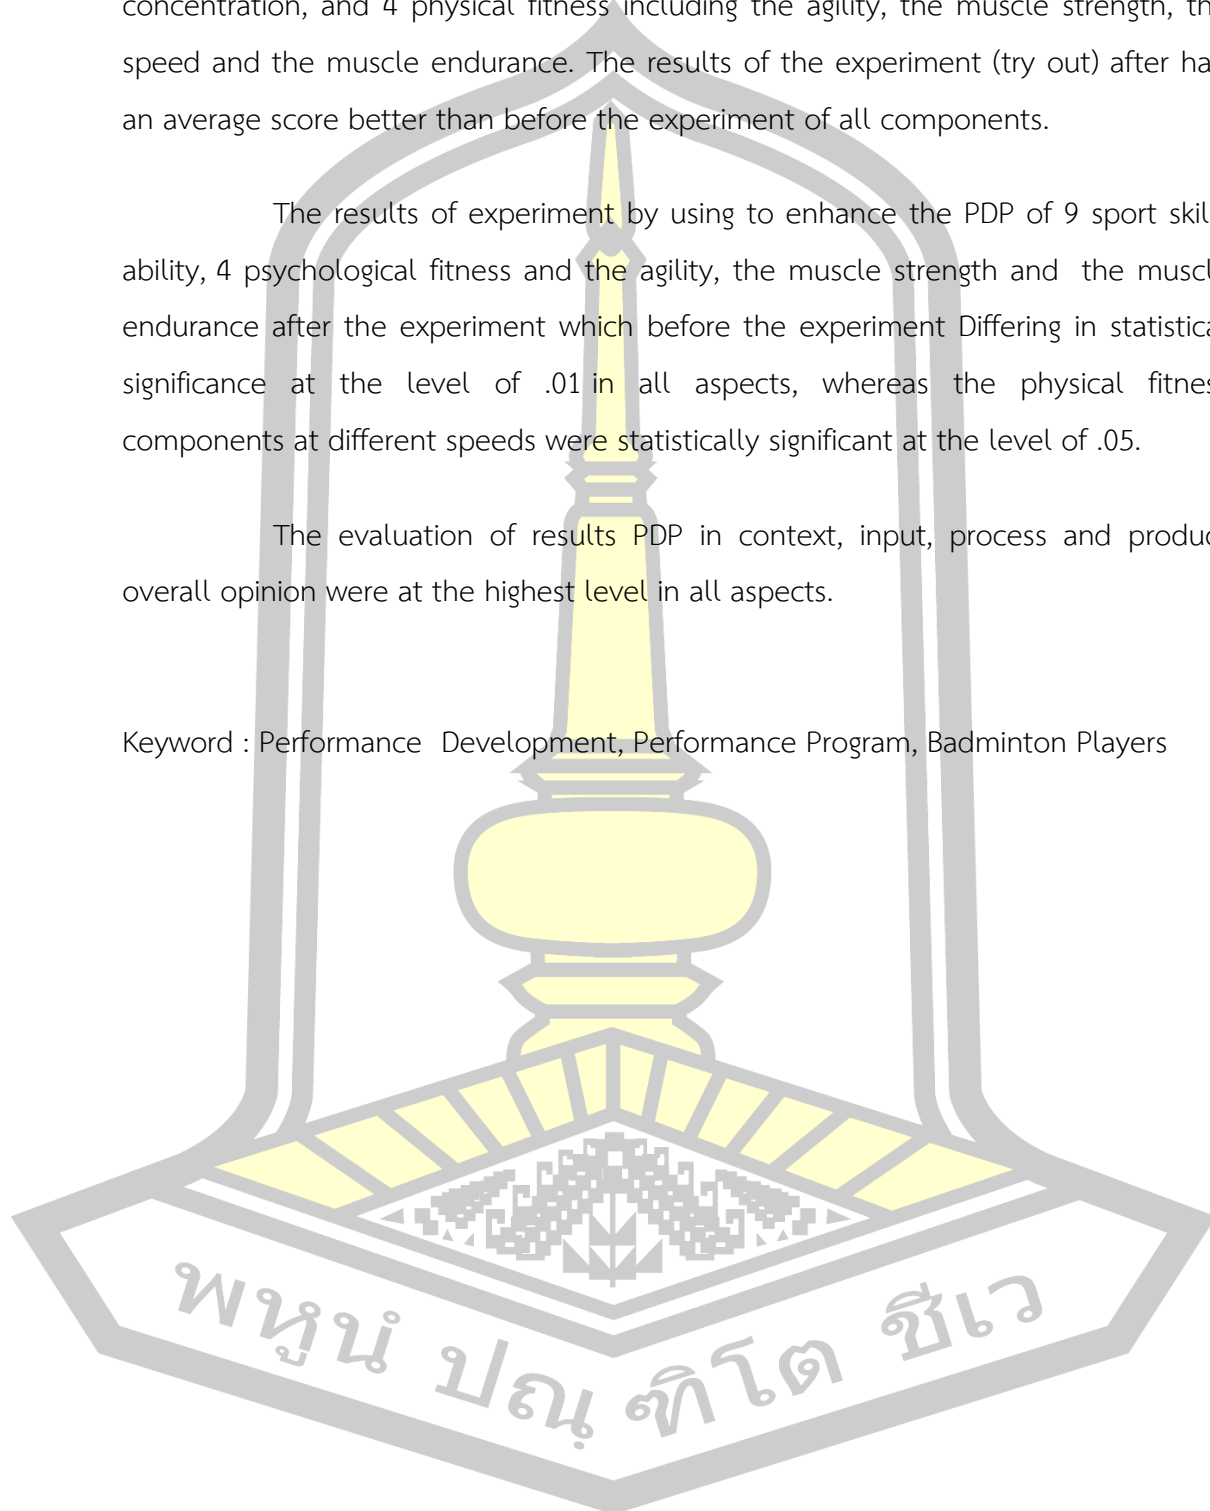 concentration, and 4 physical fitness including the agility, the muscle strength, th
speed and the muscle endurance. The results of the experiment (try out) after ha
an average score better than before the experiment of all components.
The results of experiment by using to enhance the PDP of 9 sport skil
ability, 4 psychological fitness and the agility, the muscle strength and the muscl
endurance after the experiment which before the experiment Differing in statistica
significance at the level of .01 in all aspects, whereas the physical fitnes
components at different speeds were statistically significant at the level of .05.
The evaluation of results PDP in context, input, process and produc
overall opinion were at the highest level in all aspects.
Keyword : Performance Development, Performance Program, Badminton Players
พหูนํ ปณฺฑิโต ชีเว